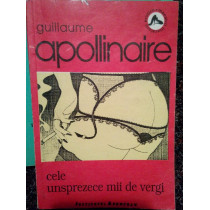 guillaume
apollinaire
cele
unsprezece mii de vergi